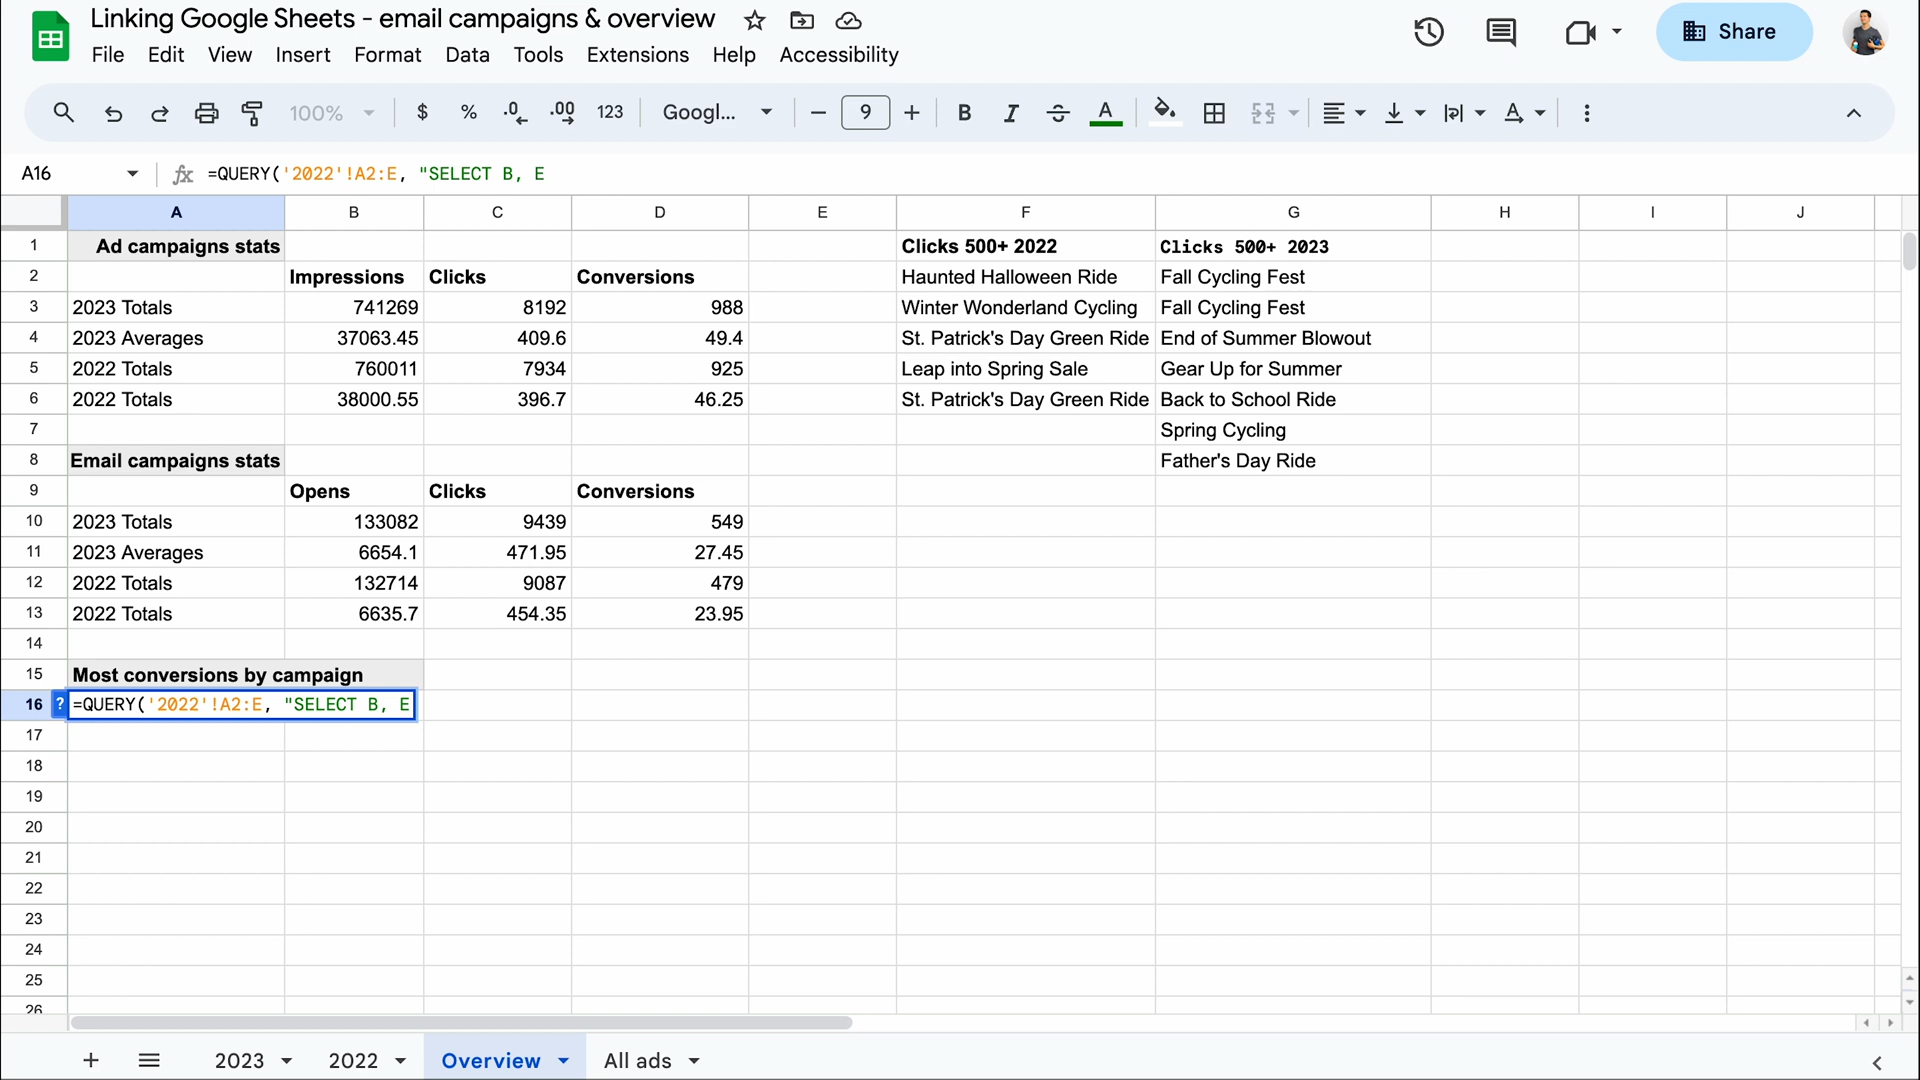 Linking Google Sheets - email campaigns & overview
File Edit View Insert Format Data Tools Extensions Help Accessibility
Share
100% $ % .0 .00 123 Googl... 9 B I A A
A16 fx =QUERY('2022'!A2:E, "SELECT B, E
A B C D E F G H I J
1 Ad campaigns stats Clicks 500+ 2022 Clicks 500+ 2023
2 Impressions Clicks Conversions Haunted Halloween Ride Fall Cycling Fest
3 2023 Totals 741269 8192 988 Winter Wonderland Cycling Fall Cycling Fest
4 2023 Averages 37063.45 409.6 49.4 St. Patrick's Day Green Ride End of Summer Blowout
5 2022 Totals 760011 7934 925 Leap into Spring Sale Gear Up for Summer
6 2022 Totals 38000.55 396.7 46.25 St. Patrick's Day Green Ride Back to School Ride
7 Spring Cycling
8 Email campaigns stats Father's Day Ride
9 Opens Clicks Conversions
10 2023 Totals 133082 9439 549
11 2023 Averages 6654.1 471.95 27.45
12 2022 Totals 132714 9087 479
13 2022 Totals 6635.7 454.35 23.95
14
15 Most conversions by campaign
16 ? =QUERY('2022'!A2:E, "SELECT B, E
17
18
19
20
21
22
23
24
25
26
2023 2022 Overview All ads